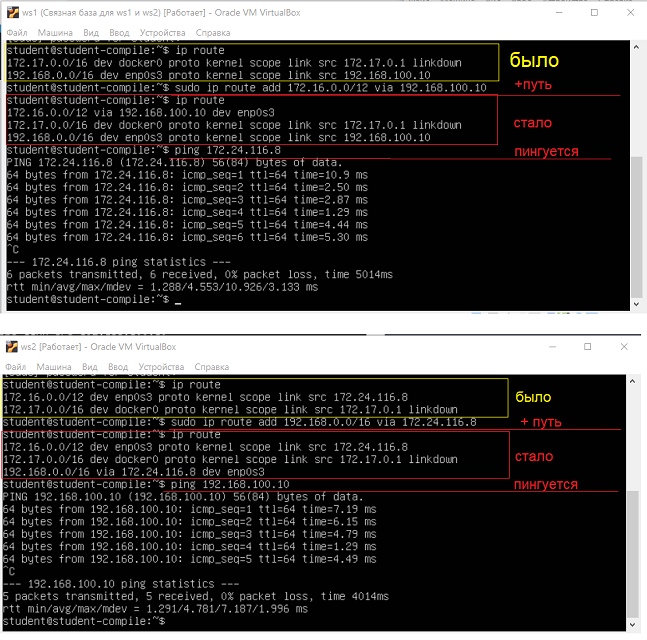 ws1 (Связная база для ws1 и ws2) [Работает] - Oracle VM VirtualBox
Файл Машина Вид Ввод Устройства Справка
student@student-compile:~$ ip route
172.17.0.0/16 dev docker0 proto kernel scope link src 172.17.0.1 linkdown
192.168.0.0/16 dev enp0s3 proto kernel scope link src 192.168.100.10
было
student@student-compile:~$ sudo ip route add 172.16.0.0/12 via 192.168.100.10
+путь
student@student-compile:~$ ip route
172.16.0.0/12 via 192.168.100.10 dev enp0s3
172.17.0.0/16 dev docker0 proto kernel scope link src 172.17.0.1 linkdown
192.168.0.0/16 dev enp0s3 proto kernel scope link src 192.168.100.10
стало
student@student-compile:~$ ping 172.24.116.8
пингуется
PING 172.24.116.8 (172.24.116.8) 56(84) bytes of data.
64 bytes from 172.24.116.8: icmp_seq=1 ttl=64 time=10.9 ms
64 bytes from 172.24.116.8: icmp_seq=2 ttl=64 time=2.50 ms
64 bytes from 172.24.116.8: icmp_seq=3 ttl=64 time=2.87 ms
64 bytes from 172.24.116.8: icmp_seq=4 ttl=64 time=1.29 ms
64 bytes from 172.24.116.8: icmp_seq=5 ttl=64 time=4.44 ms
64 bytes from 172.24.116.8: icmp_seq=6 ttl=64 time=5.30 ms
^C
--- 172.24.116.8 ping statistics ---
6 packets transmitted, 6 received, 0% packet loss, time 5014ms
rtt min/avg/max/mdev = 1.288/4.553/10.926/3.133 ms
student@student-compile:~$ _
ws2 [Работает] - Oracle VM VirtualBox
Файл Машина Вид Ввод Устройства Справка
student@student-compile:~$ ip route
172.16.0.0/12 dev enp0s3 proto kernel scope link src 172.24.116.8
172.17.0.0/16 dev docker0 proto kernel scope link src 172.17.0.1 linkdown
было
student@student-compile:~$ sudo ip route add 192.168.0.0/16 via 172.24.116.8
+ путь
student@student-compile:~$ ip route
172.16.0.0/12 dev enp0s3 proto kernel scope link src 172.24.116.8
172.17.0.0/16 dev docker0 proto kernel scope link src 172.17.0.1 linkdown
192.168.0.0/16 via 172.24.116.8 dev enp0s3
стало
student@student-compile:~$ ping 192.168.100.10
пингуется
PING 192.168.100.10 (192.168.100.10) 56(84) bytes of data.
64 bytes from 192.168.100.10: icmp_seq=1 ttl=64 time=7.19 ms
64 bytes from 192.168.100.10: icmp_seq=2 ttl=64 time=6.15 ms
64 bytes from 192.168.100.10: icmp_seq=3 ttl=64 time=4.79 ms
64 bytes from 192.168.100.10: icmp_seq=4 ttl=64 time=1.29 ms
64 bytes from 192.168.100.10: icmp_seq=5 ttl=64 time=4.49 ms
^C
--- 192.168.100.10 ping statistics ---
5 packets transmitted, 5 received, 0% packet loss, time 4014ms
rtt min/avg/max/mdev = 1.291/4.781/7.187/1.996 ms
student@student-compile:~$